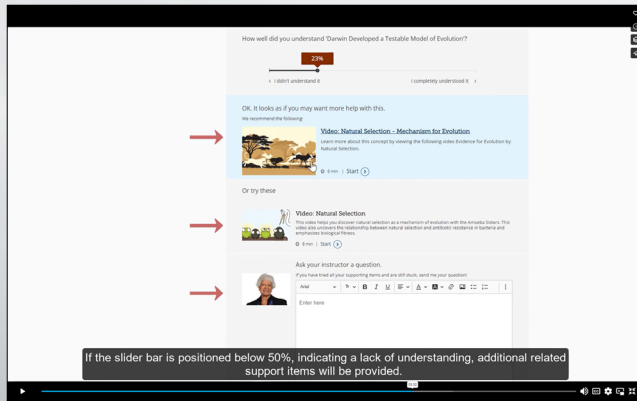 How well did you understand 'Darwin Developed a Testable Model of Evolution'?
23%
I didn't understand it
I completely understood it
OK. It looks as if you may want more help with this.
We recommend the following:
Video: Natural Selection – Mechanism for Evolution
Learn more about this concept by viewing the following video Evidence for Evolution by
Natural Selection.
6 min | Start
Or try these
Video: Natural Selection
This video helps you discover natural selection as a mechanism of evolution with the Amoeba Sisters. This
video also uncovers the relationship between natural selection and antibiotic resistance in bacteria and
emphasizes biological fitness.
6 min | Start
Ask your instructor a question.
If you have tried all your supporting items and are still stuck, send me your question!
Arial
B I U
Enter here
If the slider bar is positioned below 50%, indicating a lack of understanding, additional related
support items will be provided.